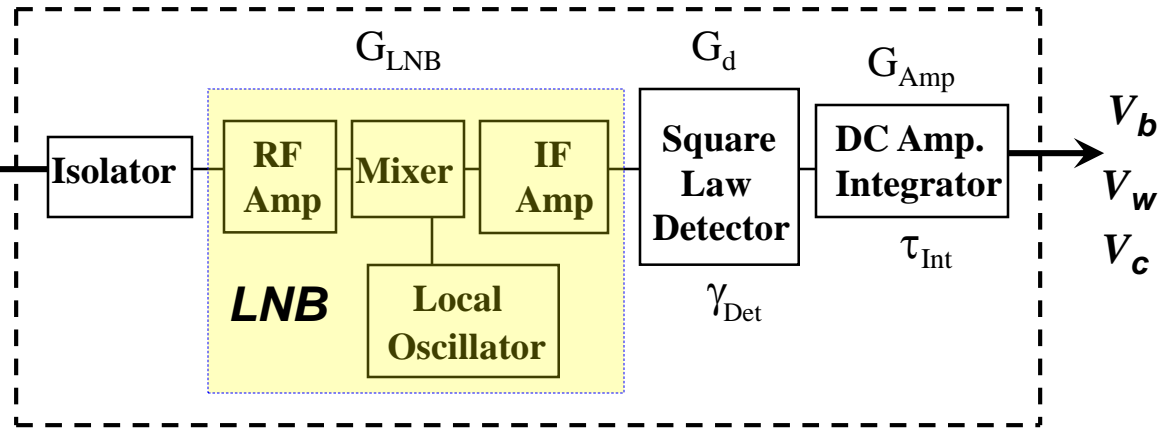 G_LNB
G_d
G_Amp
Isolator
RF
Amp
Mixer
IF
Amp
Square
Law
Detector
DC Amp.
Integrator
V_b
V_w
V_c
LNB
Local
Oscillator
γ_Det
τ_Int